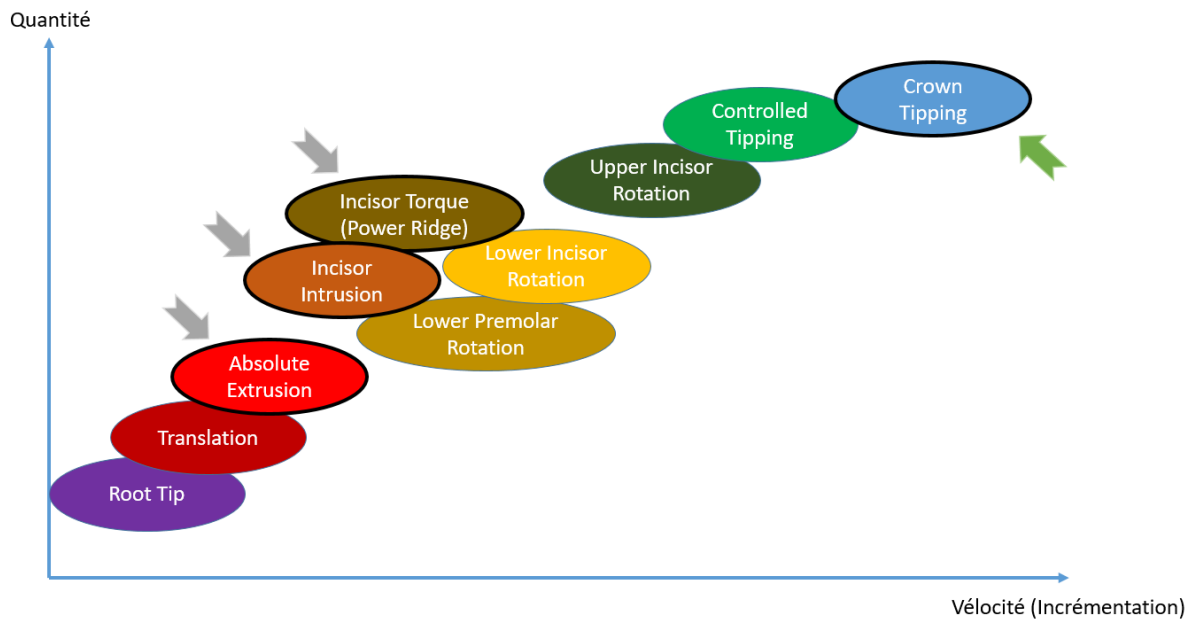 Quantité
Crown
Tipping
Controlled
Tipping
Upper Incisor
Rotation
Incisor Torque
(Power Ridge)
Lower Incisor
Rotation
Incisor
Intrusion
Lower Premolar
Rotation
Absolute
Extrusion
Translation
Root Tip
Vélocité (Incrémentation)